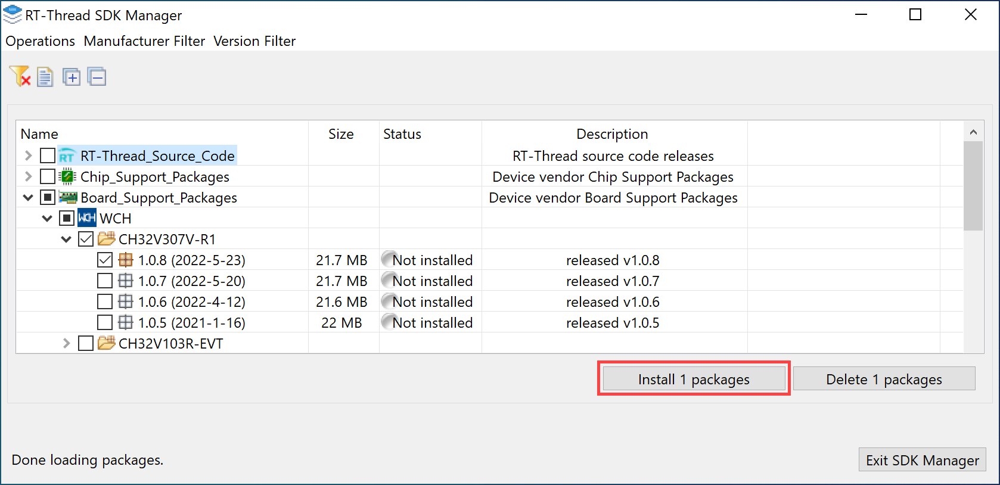 RT-Thread SDK Manager
Operations Manufacturer Filter Version Filter
Name Size Status Description
RT RT-Thread_Source_Code RT-Thread source code releases
Chip_Support_Packages Device vendor Chip Support Packages
Board_Support_Packages Device vendor Board Support Packages
WCH WCH
CH32V307V-R1
1.0.8 (2022-5-23) 21.7 MB Not installed released v1.0.8
1.0.7 (2022-5-20) 21.7 MB Not installed released v1.0.7
1.0.6 (2022-4-12) 21.6 MB Not installed released v1.0.6
1.0.5 (2021-1-16) 22 MB Not installed released v1.0.5
CH32V103R-EVT
Install 1 packages Delete 1 packages
Done loading packages. Exit SDK Manager